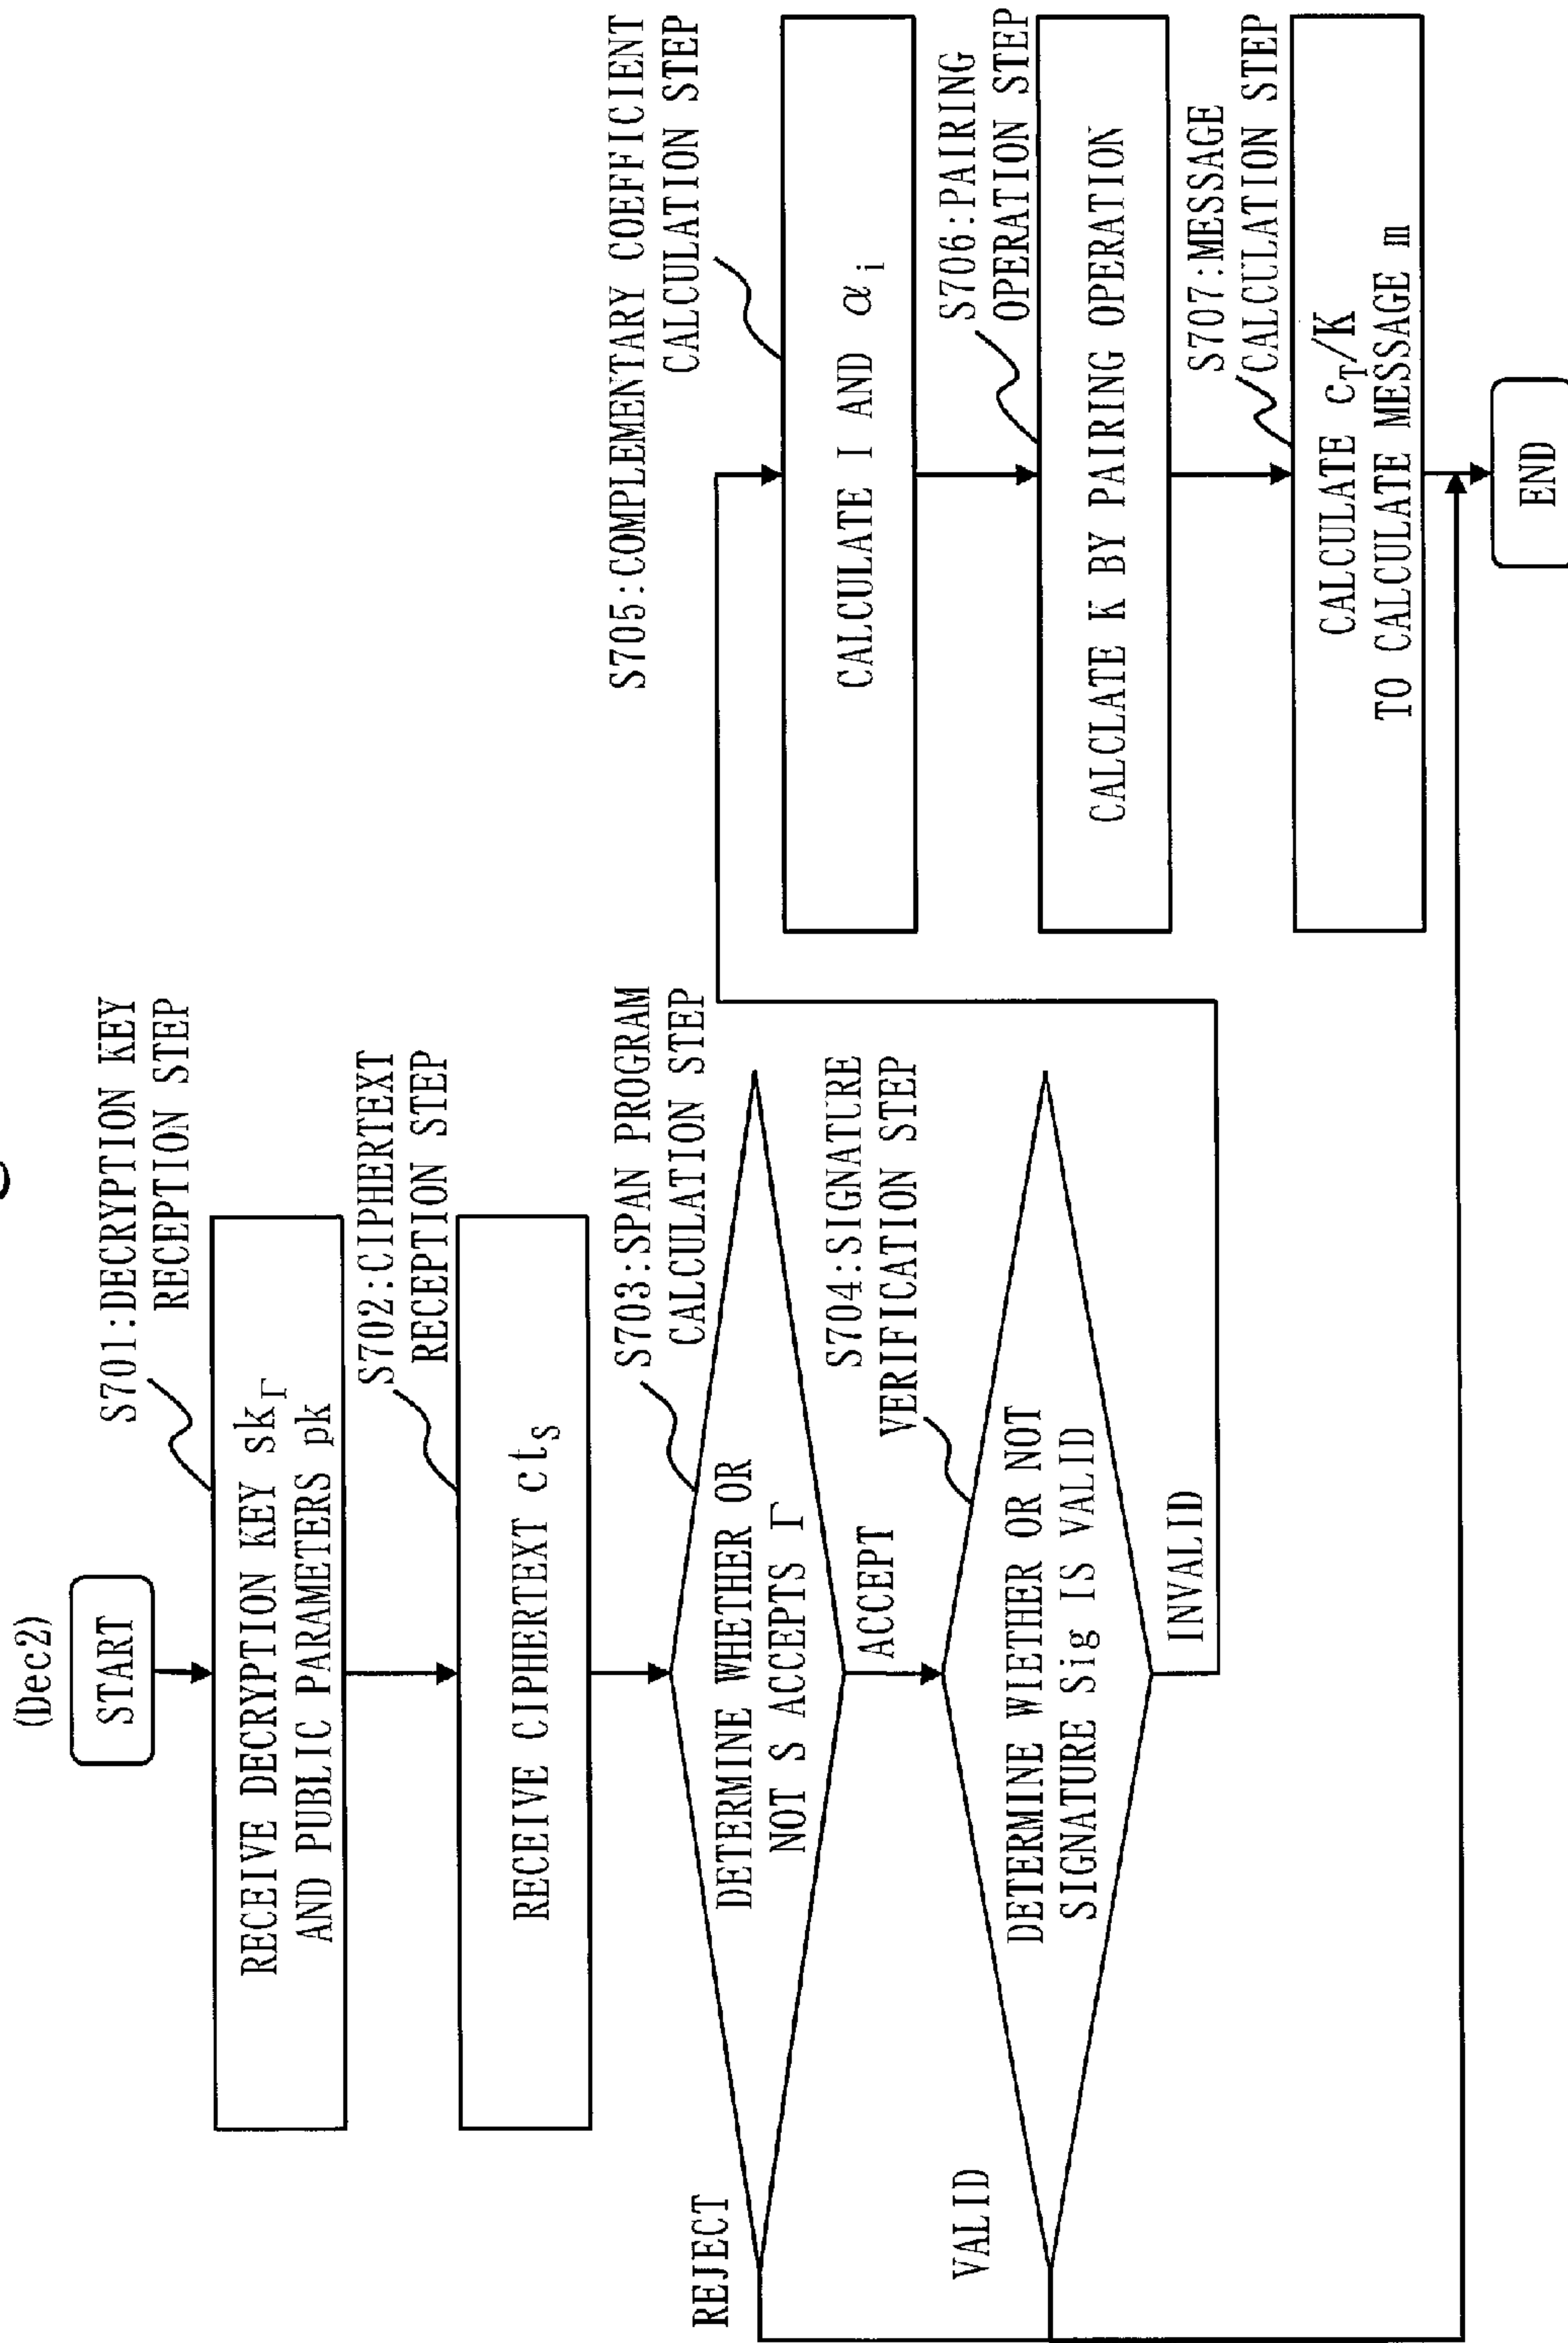 (Dec2)
START
S701:DECRYPTION KEY
RECEPTION STEP
RECEIVE DECRYPTION KEY skΓ
AND PUBLIC PARAMETERS pk
S702:CIPHERTEXT
RECEPTION STEP
RECEIVE CIPHERTEXT ctS
S703:SPAN PROGRAM
CALCULATION STEP
DETERMINE WHETHER OR
NOT S ACCEPTS Γ
REJECT
ACCEPT
S704:SIGNATURE
VERIFICATION STEP
DETERMINE WIETHER OR NOT
SIGNATURE Sig IS VALID
VALID
INVALID
S705:COMPLEMENTARY COEFFICIENT
CALCULATION STEP
CALCULATE I AND αi
S706:PAIRING
OPERATION STEP
CALCLATE K BY PAIRING OPERATION
S707:MESSAGE
CALCULATION STEP
CALCULATE cT/K
TO CALCULATE MESSAGE m
END